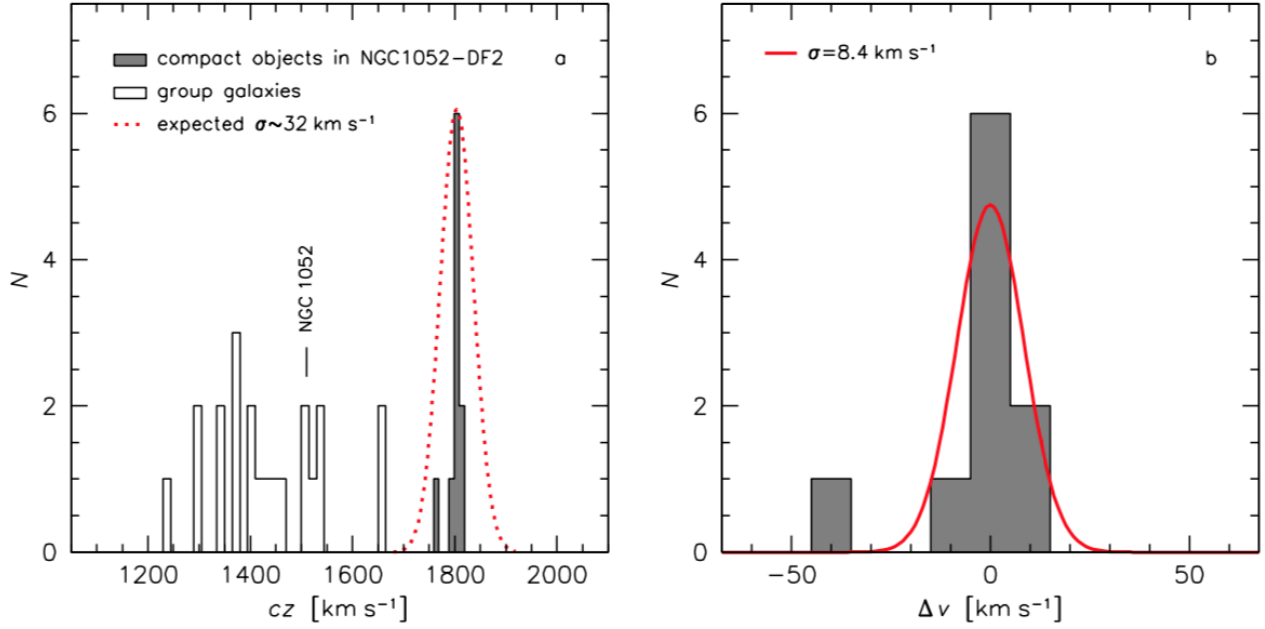 compact objects in NGC1052−DF2
a
group galaxies
expected σ~32 km s⁻¹
NGC 1052
N
6
4
2
0
1200
1400
1600
1800
2000
cz [km s⁻¹]
σ=8.4 km s⁻¹
b
N
6
4
2
0
−50
0
50
Δv [km s⁻¹]